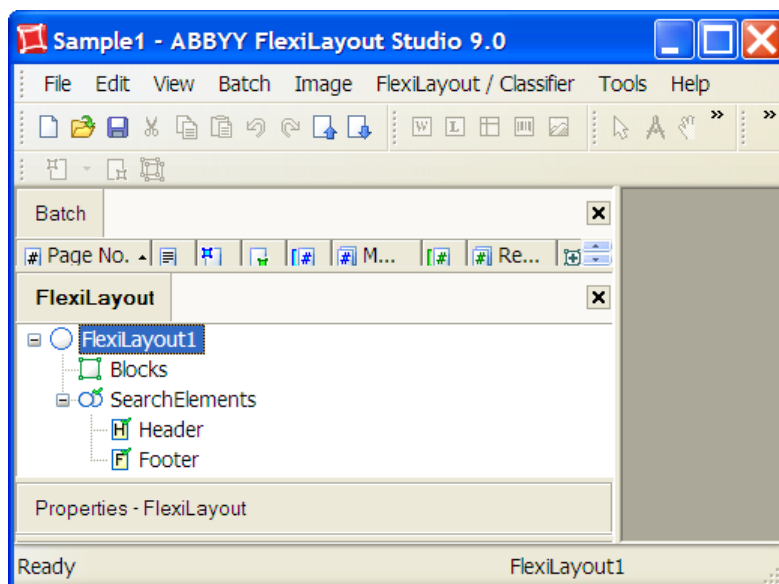 Sample1 - ABBYY FlexiLayout Studio 9.0
File Edit View Batch Image FlexiLayout / Classifier Tools Help
Batch
Page No. M... Re...
FlexiLayout
FlexiLayout1
Blocks
SearchElements
H Header
F Footer
Properties - FlexiLayout
Ready FlexiLayout1